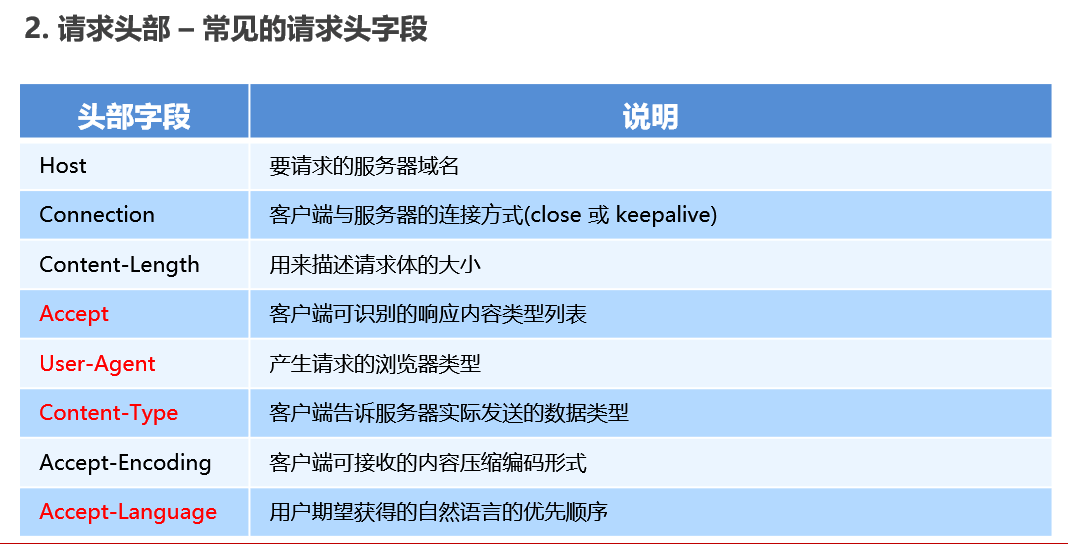 2. 请求头部 – 常见的请求头字段
头部字段 说明
Host 要请求的服务器域名
Connection 客户端与服务器的连接方式(close 或 keepalive)
Content-Length 用来描述请求体的大小
Accept 客户端可识别的响应内容类型列表
User-Agent 产生请求的浏览器类型
Content-Type 客户端告诉服务器实际发送的数据类型
Accept-Encoding 客户端可接收的内容压缩编码形式
Accept-Language 用户期望获得的自然语言的优先顺序